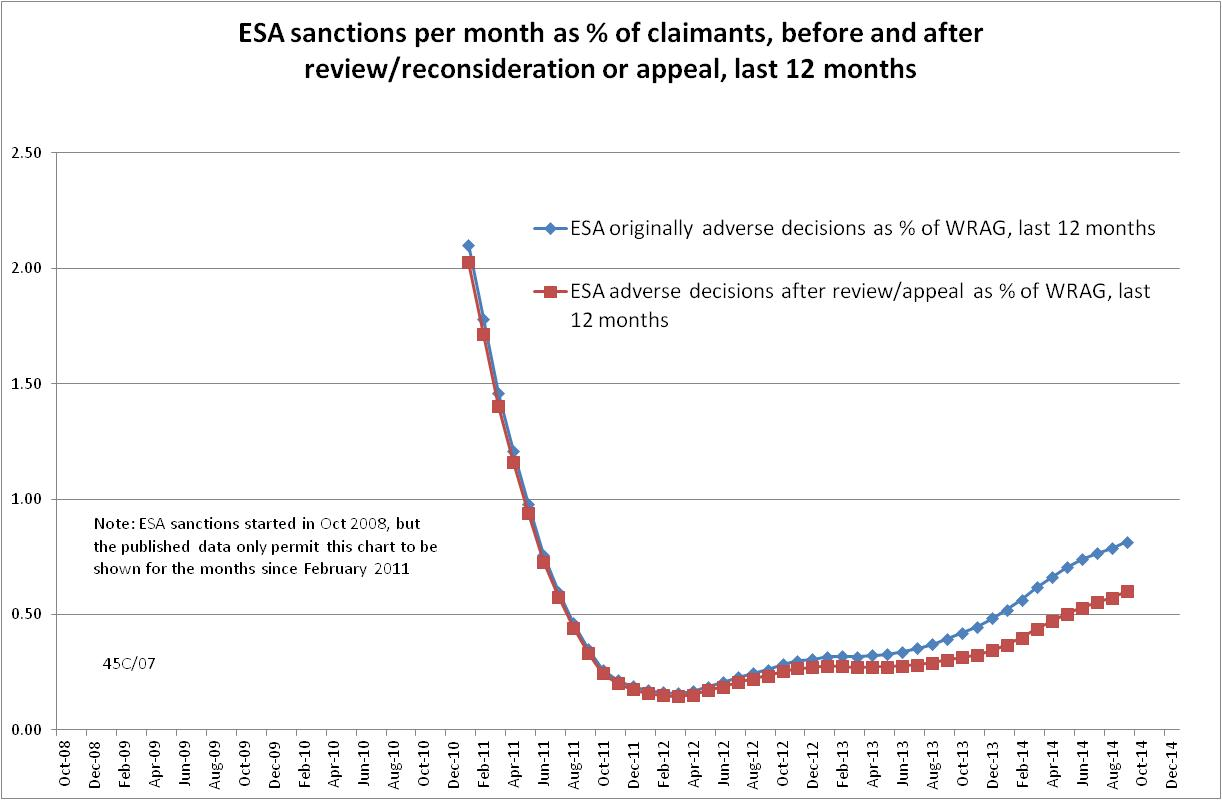 ESA sanctions per month as % of claimants, before and after
review/reconsideration or appeal, last 12 months
2.50
2.00
1.50
1.00
0.50
0.00
ESA originally adverse decisions as % of WRAG, last 12 months
ESA adverse decisions after review/appeal as % of WRAG, last
12 months
Note: ESA sanctions started in Oct 2008, but
the published data only permit this chart to be
shown for the months since February 2011
45C/07
Oct-08
Dec-08
Feb-09
Apr-09
Jun-09
Aug-09
Oct-09
Dec-09
Feb-10
Apr-10
Jun-10
Aug-10
Oct-10
Dec-10
Feb-11
Apr-11
Jun-11
Aug-11
Oct-11
Dec-11
Feb-12
Apr-12
Jun-12
Aug-12
Oct-12
Dec-12
Feb-13
Apr-13
Jun-13
Aug-13
Oct-13
Dec-13
Feb-14
Apr-14
Jun-14
Aug-14
Oct-14
Dec-14